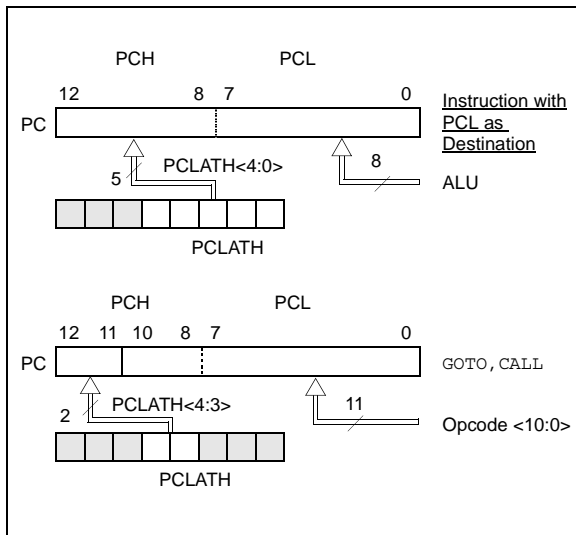 PCH PCL
12 8 7 0
PC
Instruction with
PCL as
Destination
5 PCLATH<4:0> 8
ALU
PCLATH
PCH PCL
12 11 10 8 7 0
PC GOTO, CALL
2 PCLATH<4:3> 11
Opcode <10:0>
PCLATH